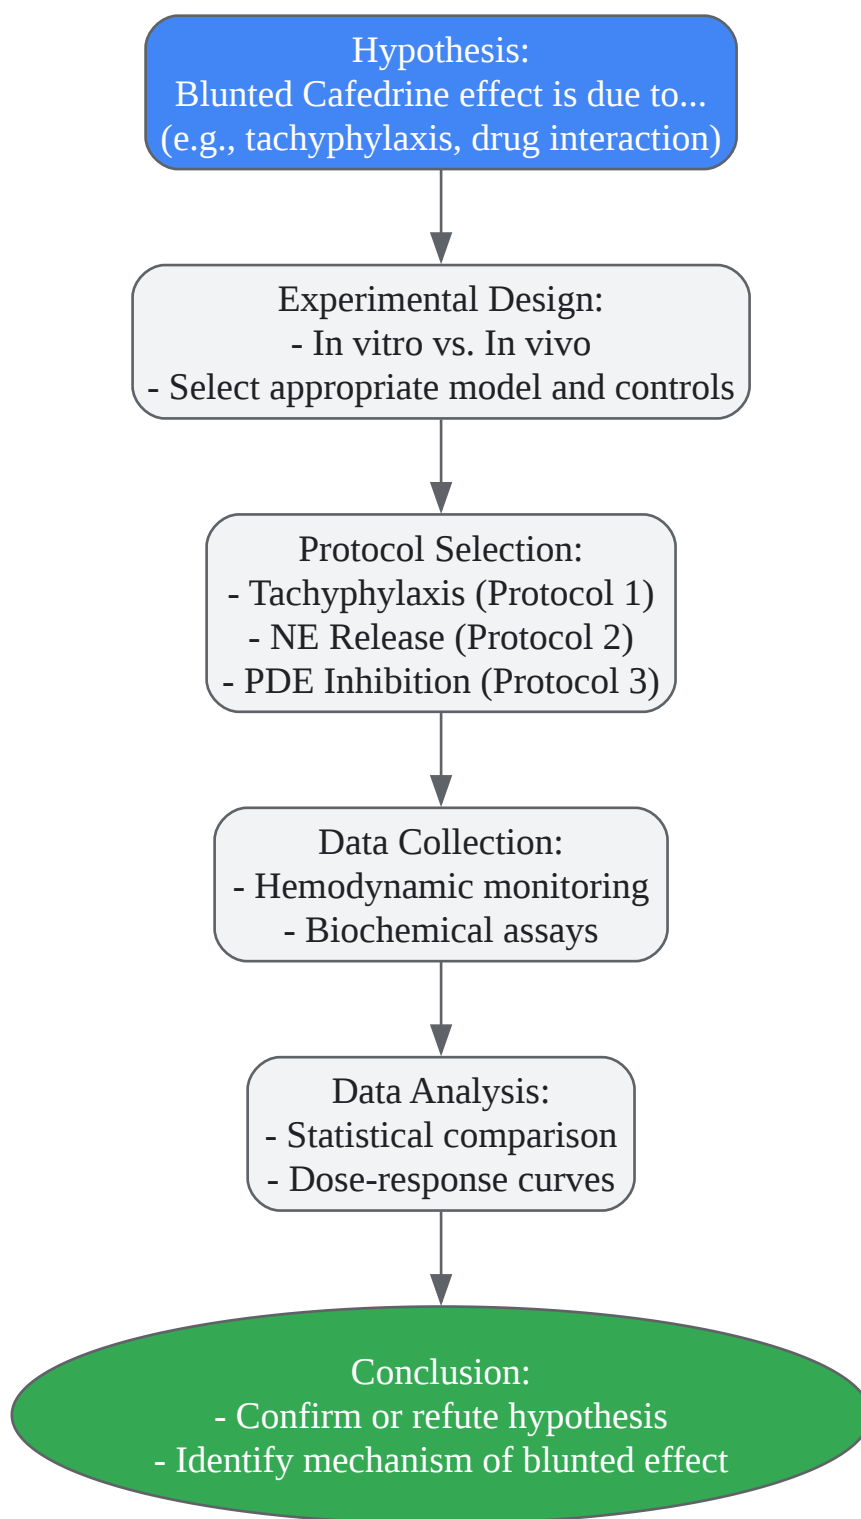 Hypothesis:
Blunted Cafedrine effect is due to...
(e.g., tachyphylaxis, drug interaction)
Experimental Design:
- In vitro vs. In vivo
- Select appropriate model and controls
Protocol Selection:
- Tachyphylaxis (Protocol 1)
- NE Release (Protocol 2)
- PDE Inhibition (Protocol 3)
Data Collection:
- Hemodynamic monitoring
- Biochemical assays
Data Analysis:
- Statistical comparison
- Dose-response curves
Conclusion:
- Confirm or refute hypothesis
- Identify mechanism of blunted effect